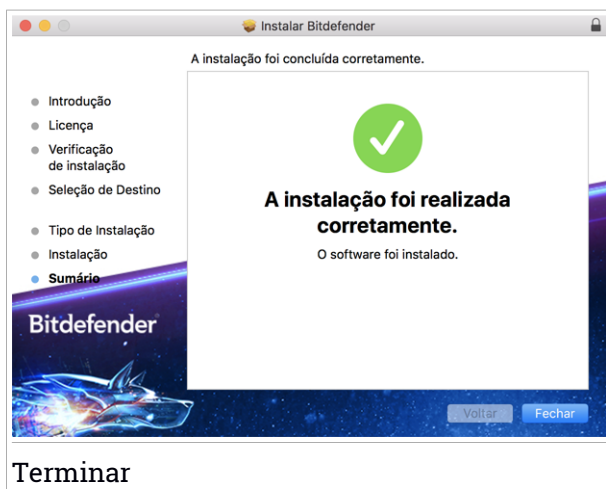 Instalar Bitdefender
A instalação foi concluída corretamente.
Introdução
Licença
Verificação
de instalação
Seleção de Destino
Tipo de Instalação
Instalação
Sumário
Bitdefender
A instalação foi realizada
corretamente.
O software foi instalado.
Voltar
Fechar
Terminar